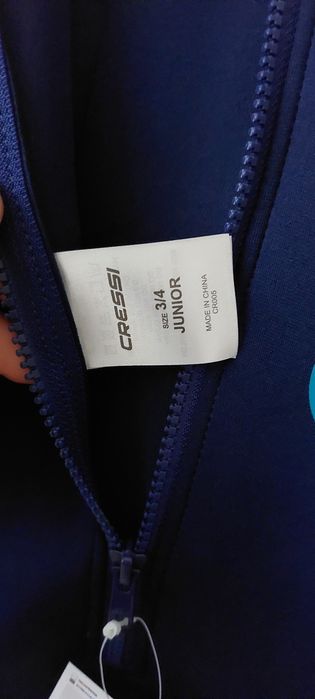 CRESSI
SIZE 3/4
JUNIOR
MADE IN CHINA
CR005